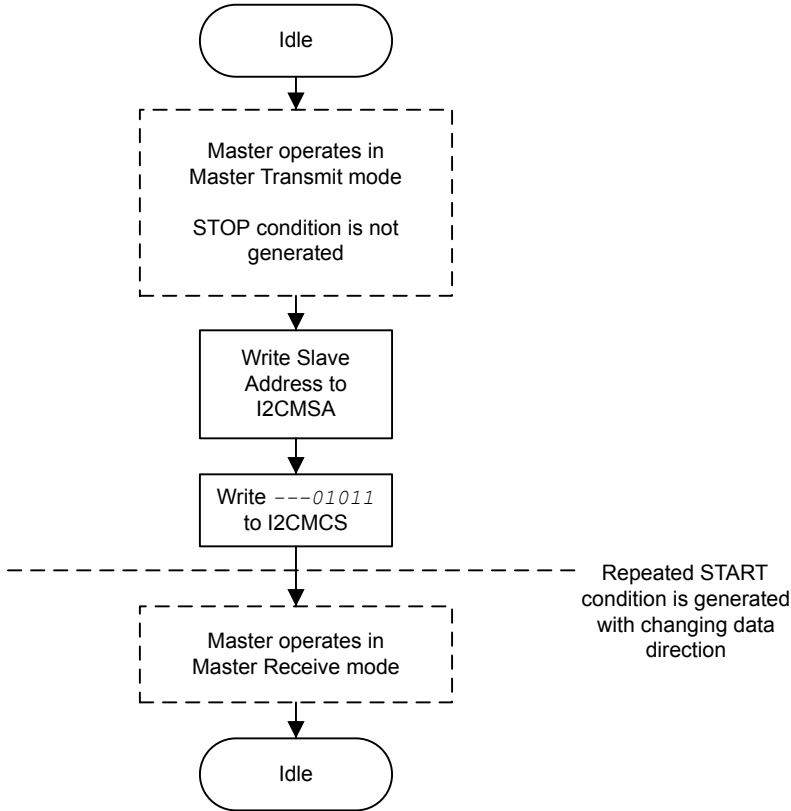 Idle
Master operates in
Master Transmit mode
STOP condition is not
generated
Write Slave
Address to
I2CMSA
Write ---01011
to I2CMCS
Repeated START
condition is generated
with changing data
direction
Master operates in
Master Receive mode
Idle